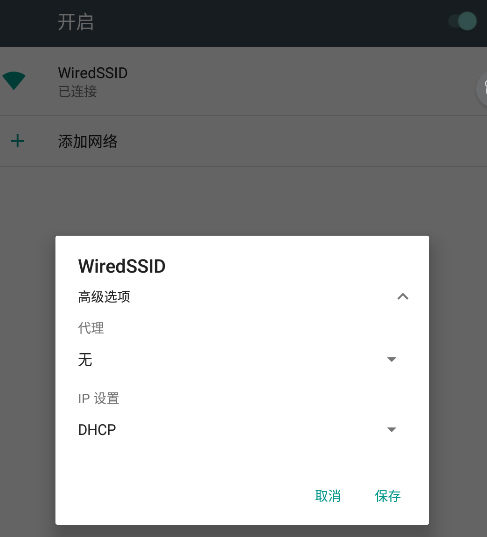 开启
WiredSSID
已连接
添加网络
WiredSSID
高级选项
代理
无
IP 设置
DHCP
取消 保存